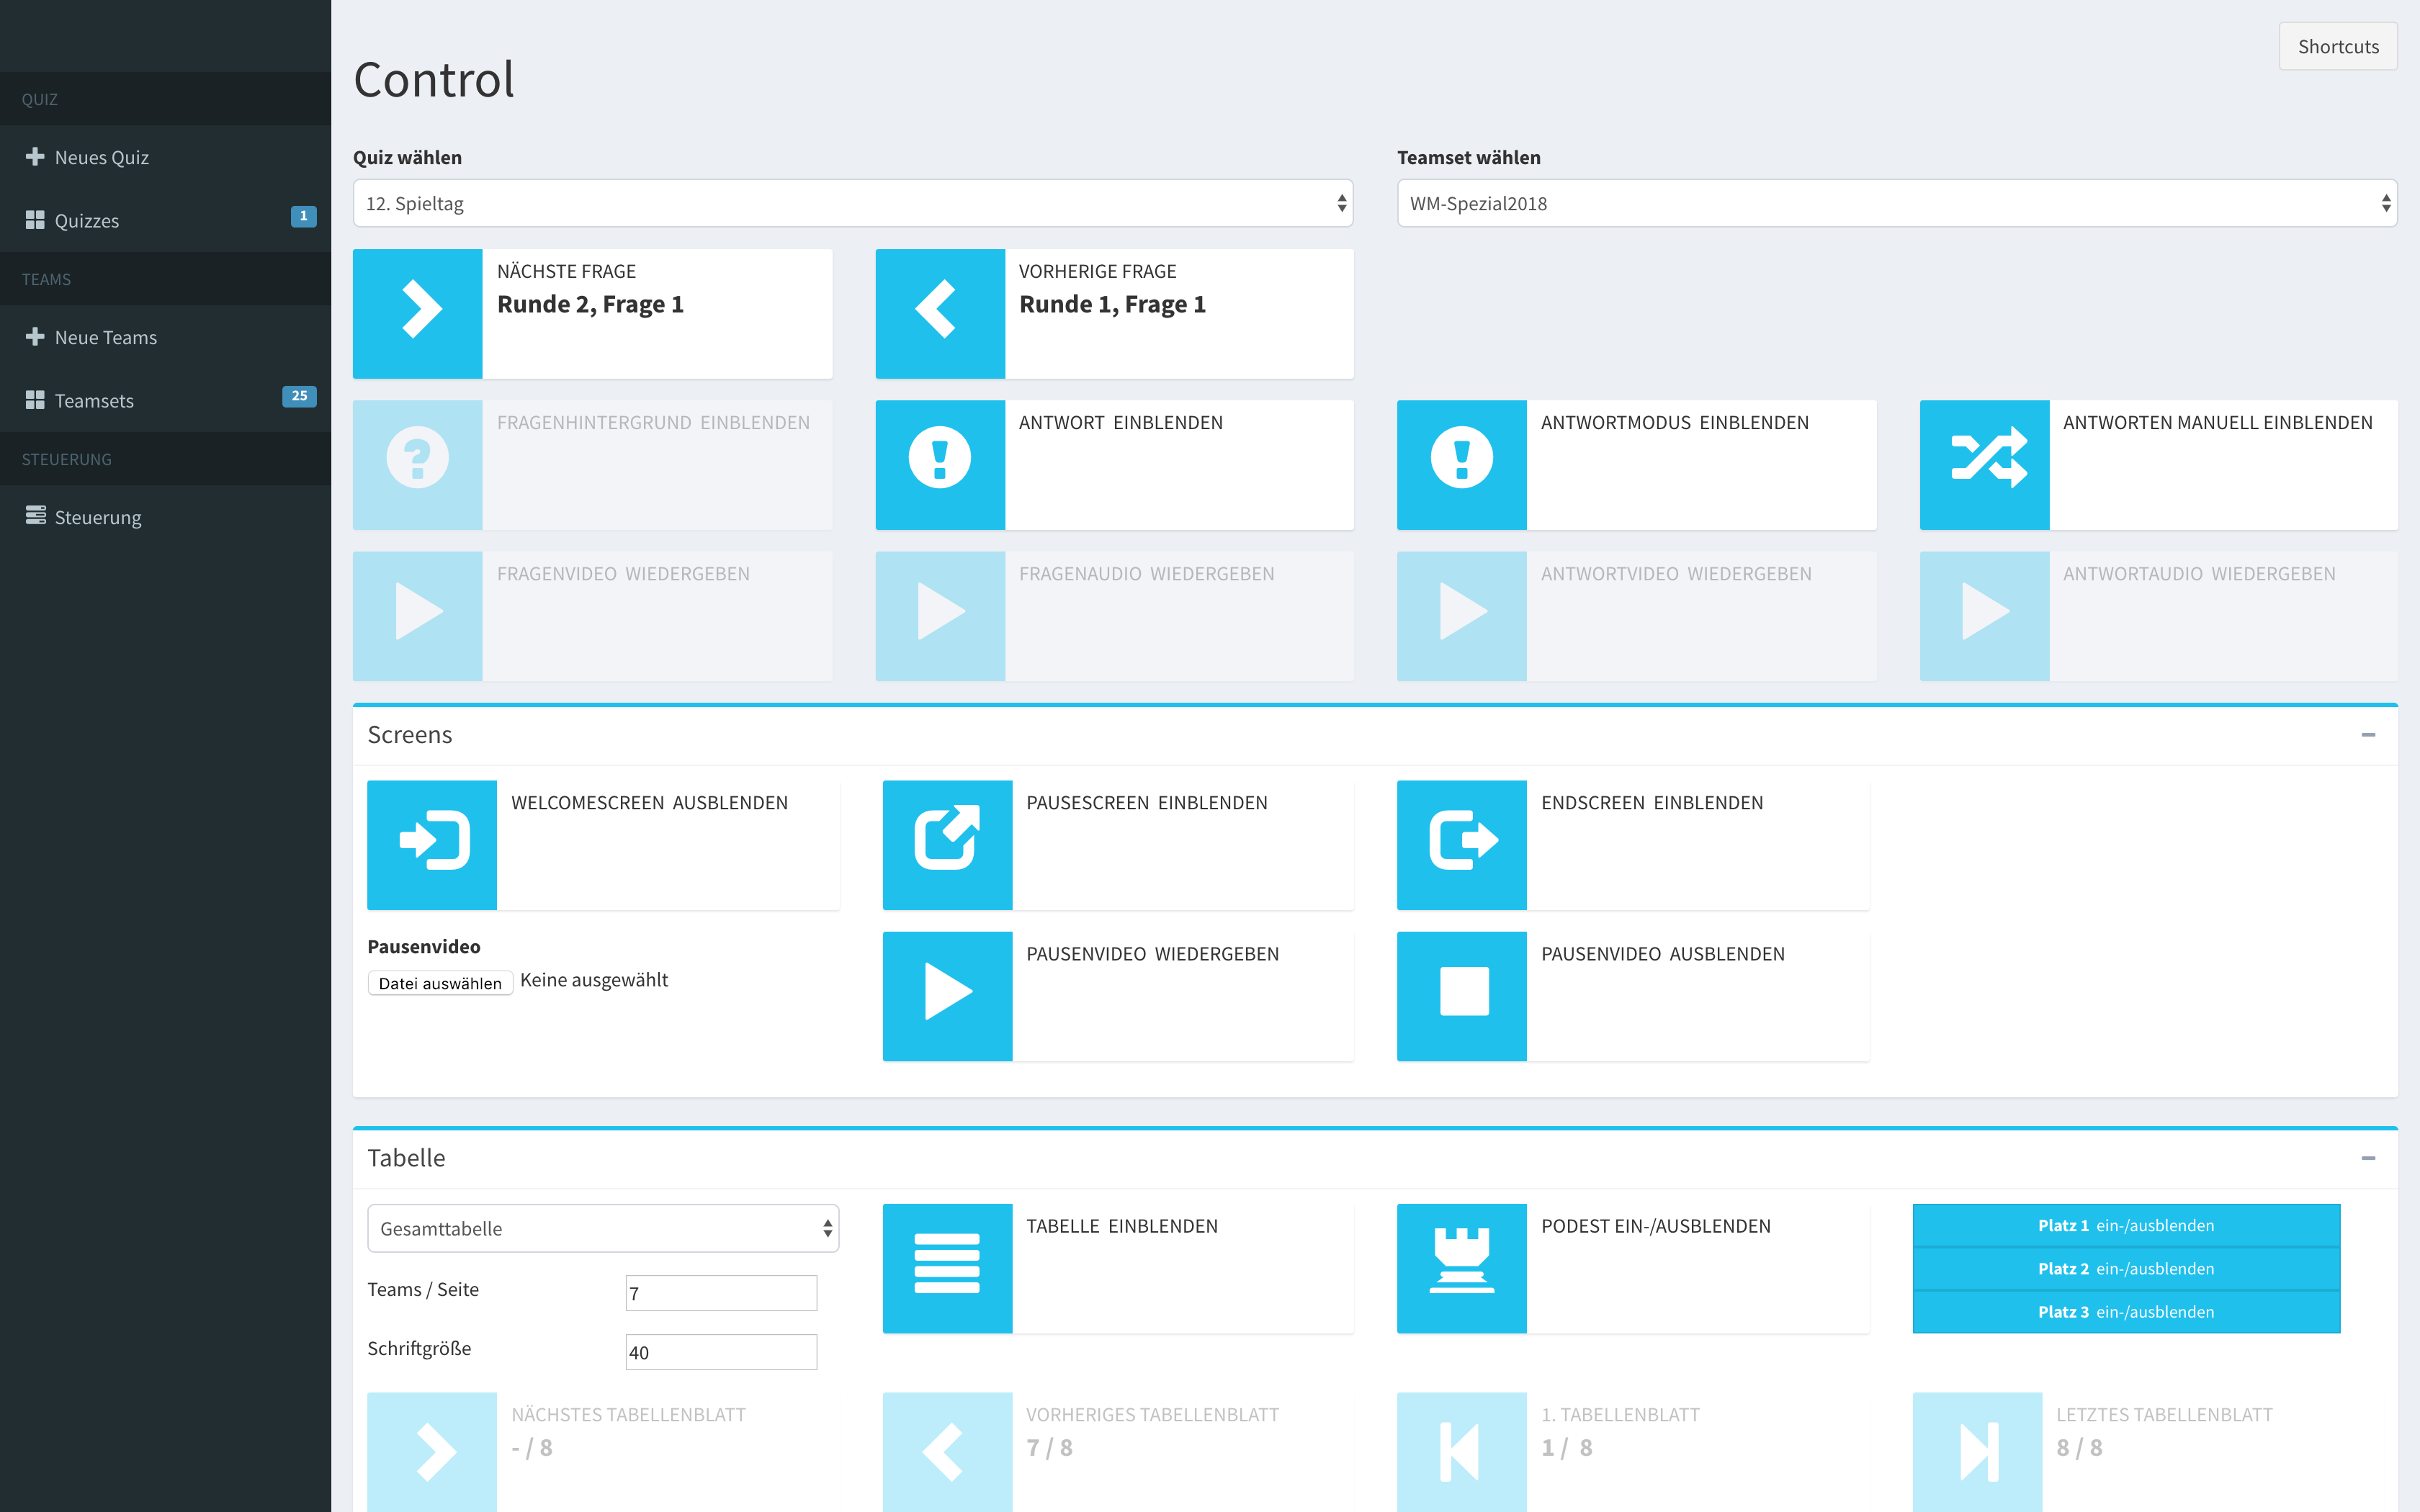 Shortcuts
Control
QUIZ
Neues Quiz
Quizzes 1
TEAMS
Neue Teams
Teamsets 25
STEUERUNG
Steuerung
Quiz wählen
Teamset wählen
12. Spieltag
WM-Spezial2018
NÄCHSTE FRAGE
Runde 2, Frage 1
VORHERIGE FRAGE
Runde 1, Frage 1
FRAGENHINTERGRUND EINBLENDEN
ANTWORT EINBLENDEN
ANTWORTMODUS EINBLENDEN
ANTWORTEN MANUELL EINBLENDEN
FRAGENVIDEO WIEDERGEBEN
FRAGENAUDIO WIEDERGEBEN
ANTWORTVIDEO WIEDERGEBEN
ANTWORTAUDIO WIEDERGEBEN
Screens
WELCOMESCREEN AUSBLENDEN
PAUSESCREEN EINBLENDEN
ENDSCREEN EINBLENDEN
Pausenvideo
Datei auswählen Keine ausgewählt
PAUSENVIDEO WIEDERGEBEN
PAUSENVIDEO AUSBLENDEN
Tabelle
Gesamttabelle
Teams / Seite 7
Schriftgröße 40
TABELLE EINBLENDEN
PODEST EIN-/AUSBLENDEN
Platz 1 ein-/ausblenden
Platz 2 ein-/ausblenden
Platz 3 ein-/ausblenden
NÄCHSTES TABELLENBLATT
- / 8
VORHERIGES TABELLENBLATT
7 / 8
1. TABELLENBLATT
1 / 8
LETZTES TABELLENBLATT
8 / 8